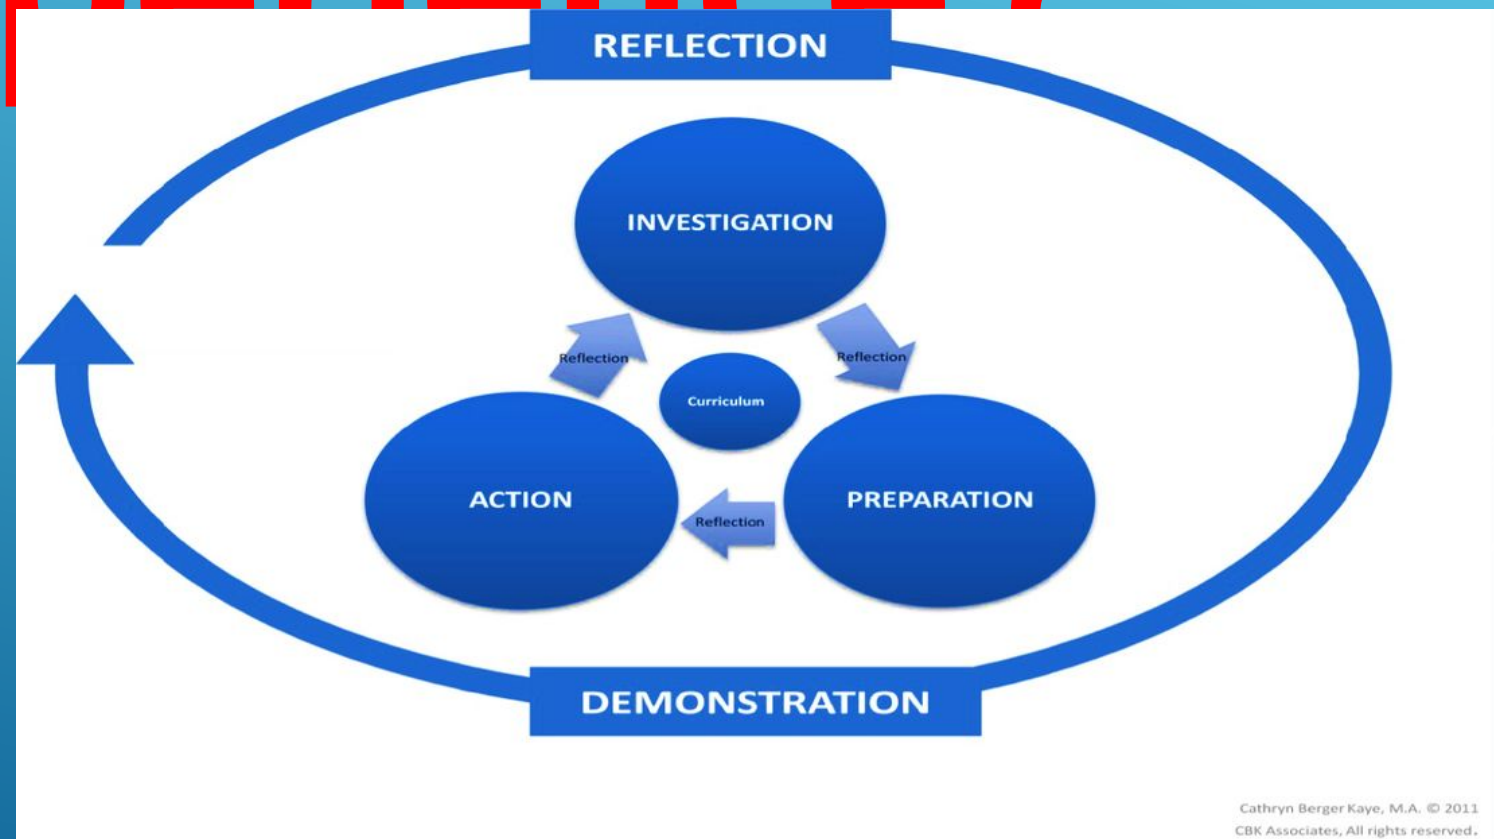 REFLECTION
INVESTIGATION
Reflection
Reflection
Curriculum
ACTION
PREPARATION
Reflection
DEMONSTRATION
Cathryn Berger Kaye, M.A. © 2011
CBK Associates, All rights reserved.